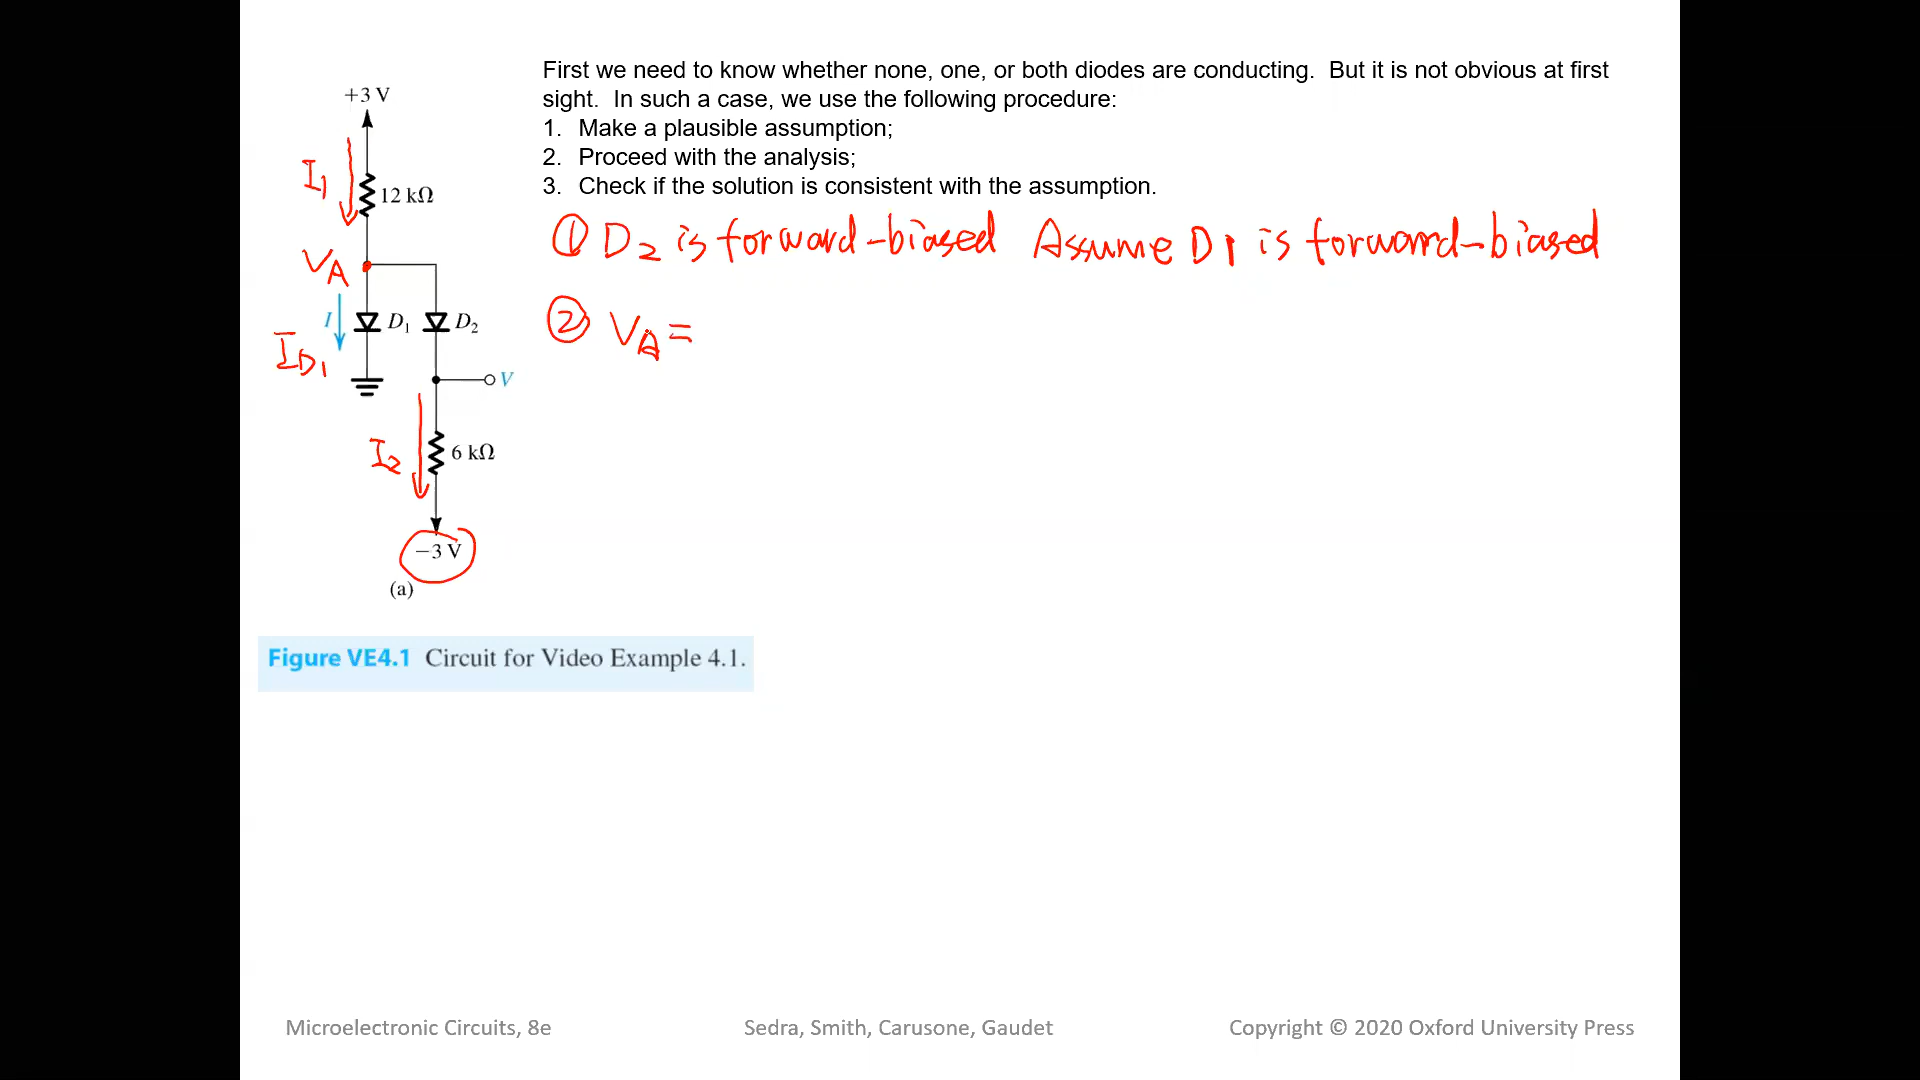 First we need to know whether none, one, or both diodes are conducting. But it is not obvious at first
sight. In such a case, we use the following procedure:
1. Make a plausible assumption;
2. Proceed with the analysis;
3. Check if the solution is consistent with the assumption.
① D2 is forward-biased Assume D1 is forward-biased
② VA =
+3 V
I1
12 kΩ
VA
I
D1
D2
ID1
V
I2
6 kΩ
−3 V
(a)
Figure VE4.1 Circuit for Video Example 4.1.
Microelectronic Circuits, 8e
Sedra, Smith, Carusone, Gaudet
Copyright © 2020 Oxford University Press